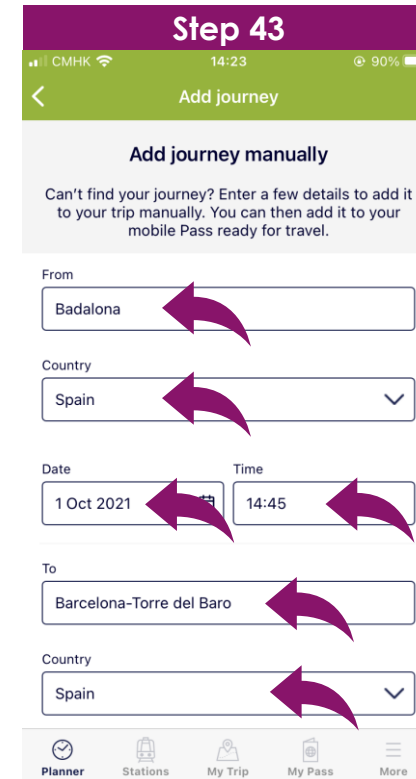 Step 43
CMHK 14:23 90%
Add journey
Add journey manually
Can't find your journey? Enter a few details to add it
to your trip manually. You can then add it to your
mobile Pass ready for travel.
From
Badalona
Country
Spain
Date Time
1 Oct 2021 14:45
To
Barcelona-Torre del Baro
Country
Spain
Planner Stations My Trip My Pass More